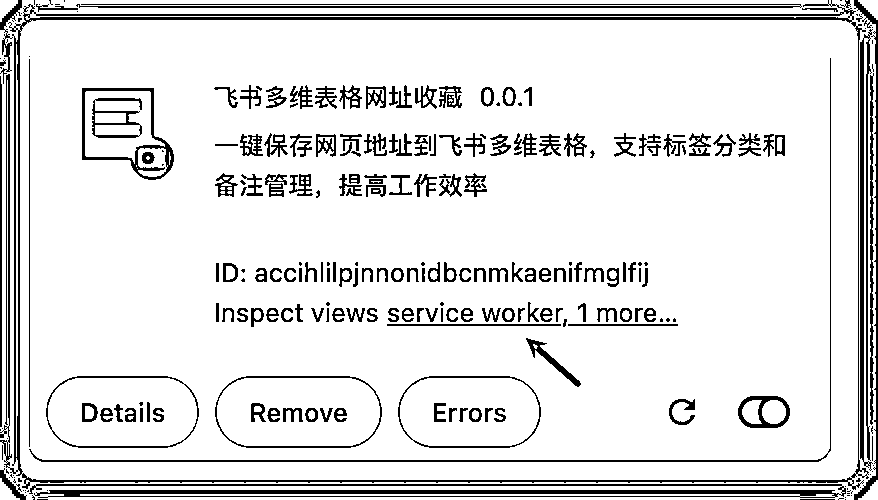 飞书多维表格网址收藏 0.0.1
一键保存网页地址到飞书多维表格，支持标签分类和
备注管理，提高工作效率
ID: accihlilpjnnonidbcnmkaenifmglfij
Inspect views service worker, 1 more...
Details Remove Errors